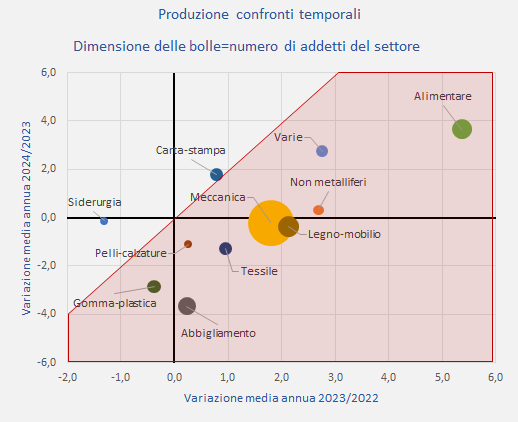 Produzione confronti temporali
Dimensione delle bolle=numero di addetti del settore
Variazione media annua 2024/2023
6,0
4,0
2,0
0,0
-2,0
-4,0
-6,0
Alimentare
Varie
Carta-stampa
Non metalliferi
Meccanica
Siderurgia
Legno-mobilio
Pelli-calzature
Tessile
Gomma-plastica
Abbigliamento
-2,0 -1,0 0,0 1,0 2,0 3,0 4,0 5,0 6,0
Variazione media annua 2023/2022